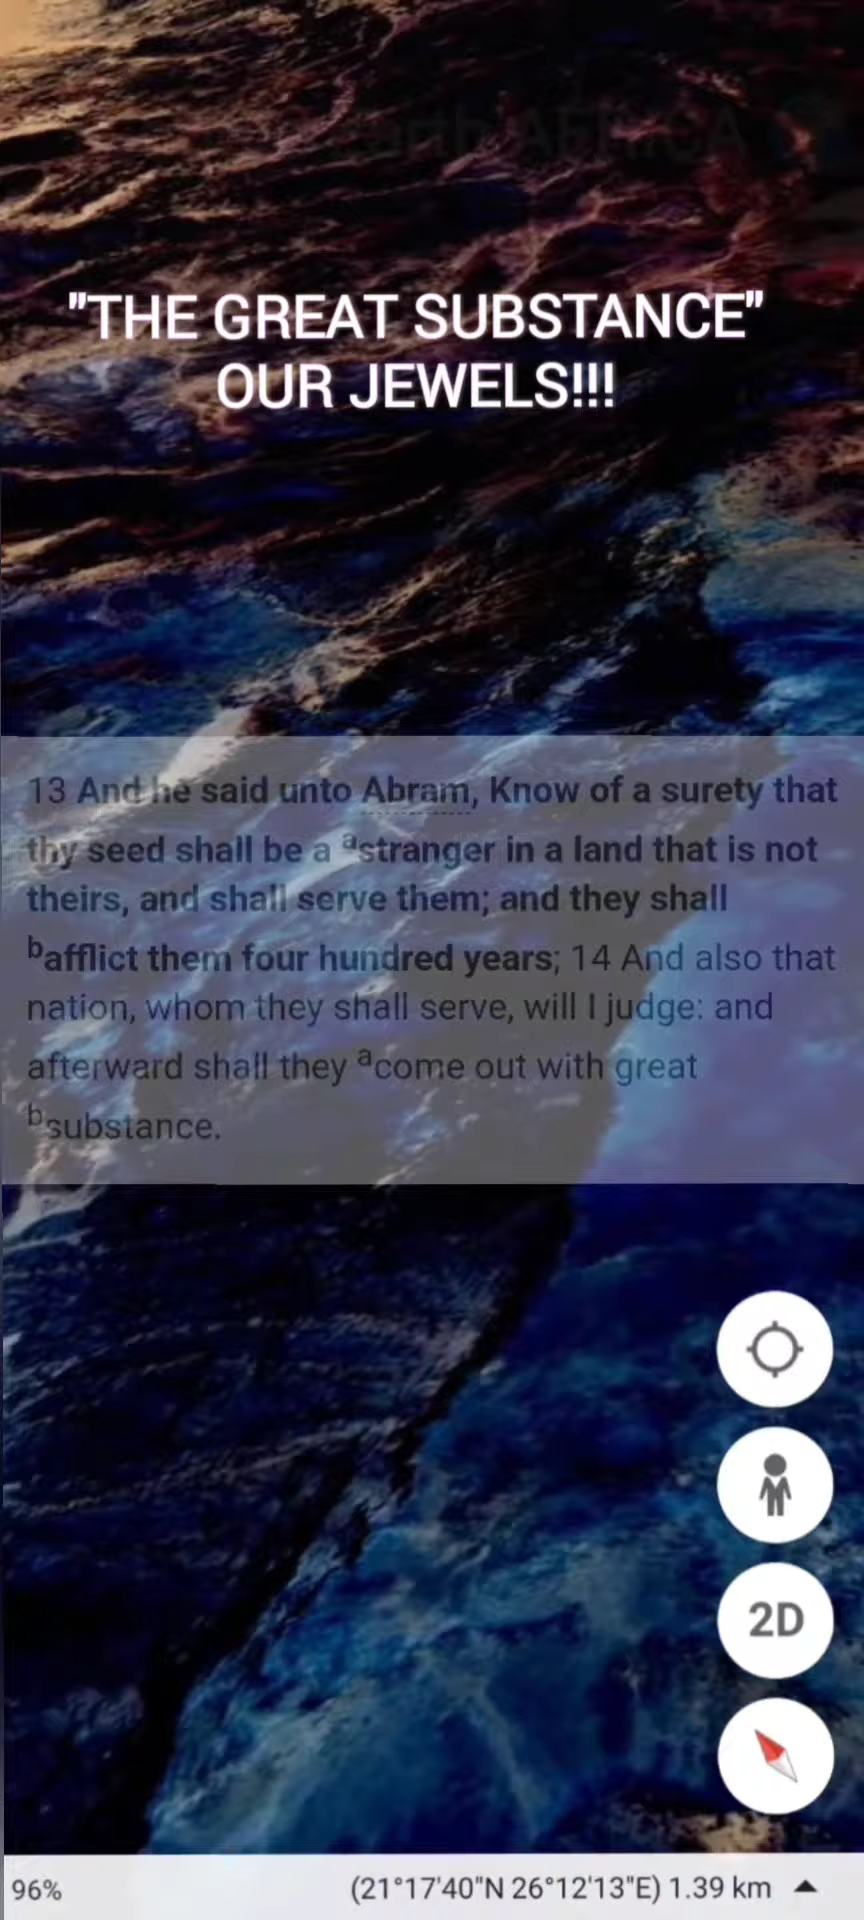 "THE GREAT SUBSTANCE"
OUR JEWELS!!!
13 And he said unto Abram, Know of a surety that
thy seed shall be a ᵃstranger in a land that is not
theirs, and shall serve them; and they shall
ᵇafflict them four hundred years; 14 And also that
nation, whom they shall serve, will I judge: and
afterward shall they ᵃcome out with great
ᵇsubstance.
2D
96%
(21°17'40"N 26°12'13"E) 1.39 km